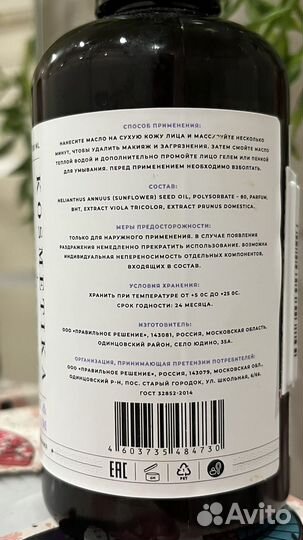 СПОСОБ ПРИМЕНЕНИЯ:
НАНЕСИТЕ МАСЛО НА СУХУЮ КОЖУ ЛИЦА И МАССИРУЙТЕ НЕСКОЛЬКО
МИНУТ, ЧТОБЫ УДАЛИТЬ МАКИЯЖ И ЗАГРЯЗНЕНИЯ. ЗАТЕМ СМОЙТЕ МАСЛО
ТЕПЛОЙ ВОДОЙ И ДОПОЛНИТЕЛЬНО ПРОМОЙТЕ ЛИЦО ГЕЛЕМ ИЛИ ПЕНКОЙ
ДЛЯ УМЫВАНИЯ. ПЕРЕД ПРИМЕНЕНИЕМ НЕОБХОДИМО ВЗБОЛТАТЬ.
СОСТАВ:
HELIANTHUS ANNUUS (SUNFLOWER) SEED OIL, POLYSORBATE - 80, PARFUM,
BHT, EXTRACT VIOLA TRICOLOR, EXTRACT PRUNUS DOMESTICA.
МЕРЫ ПРЕДОСТОРОЖНОСТИ:
ТОЛЬКО ДЛЯ НАРУЖНОГО ПРИМЕНЕНИЯ. В СЛУЧАЕ ПОЯВЛЕНИЯ
РАЗДРАЖЕНИЯ НЕМЕДЛЕННО ПРЕКРАТИТЬ ИСПОЛЬЗОВАНИЕ. ВОЗМОЖНА
ИНДИВИДУАЛЬНАЯ НЕПЕРЕНОСИМОСТЬ ОТДЕЛЬНЫХ КОМПОНЕНТОВ,
ВХОДЯЩИХ В СОСТАВ.
УСЛОВИЯ ХРАНЕНИЯ:
ХРАНИТЬ ПРИ ТЕМПЕРАТУРЕ ОТ +5 ОС ДО +25 ОС.
СРОК ГОДНОСТИ: 24 МЕСЯЦА.
ИЗГОТОВИТЕЛЬ:
ООО «ПРАВИЛЬНОЕ РЕШЕНИЕ», 143081, РОССИЯ, МОСКОВСКАЯ ОБЛАСТЬ,
ОДИНЦОВСКИЙ РАЙОН, СЕЛО ЮДИНО, 35А.
ОРГАНИЗАЦИЯ, ПРИНИМАЮЩАЯ ПРЕТЕНЗИИ ПОТРЕБИТЕЛЕЙ:
ООО «ПРАВИЛЬНОЕ РЕШЕНИЕ», РОССИЯ, 143079, МОСКОВСКАЯ ОБЛ.,
ОДИНЦОВСКИЙ Р-Н, ПОС. СТАРЫЙ ГОРОДОК, УЛ. ШКОЛЬНАЯ,
ГОСТ 32852-2014
4 603735 484730
EAC
KOSMETIKA
Avito